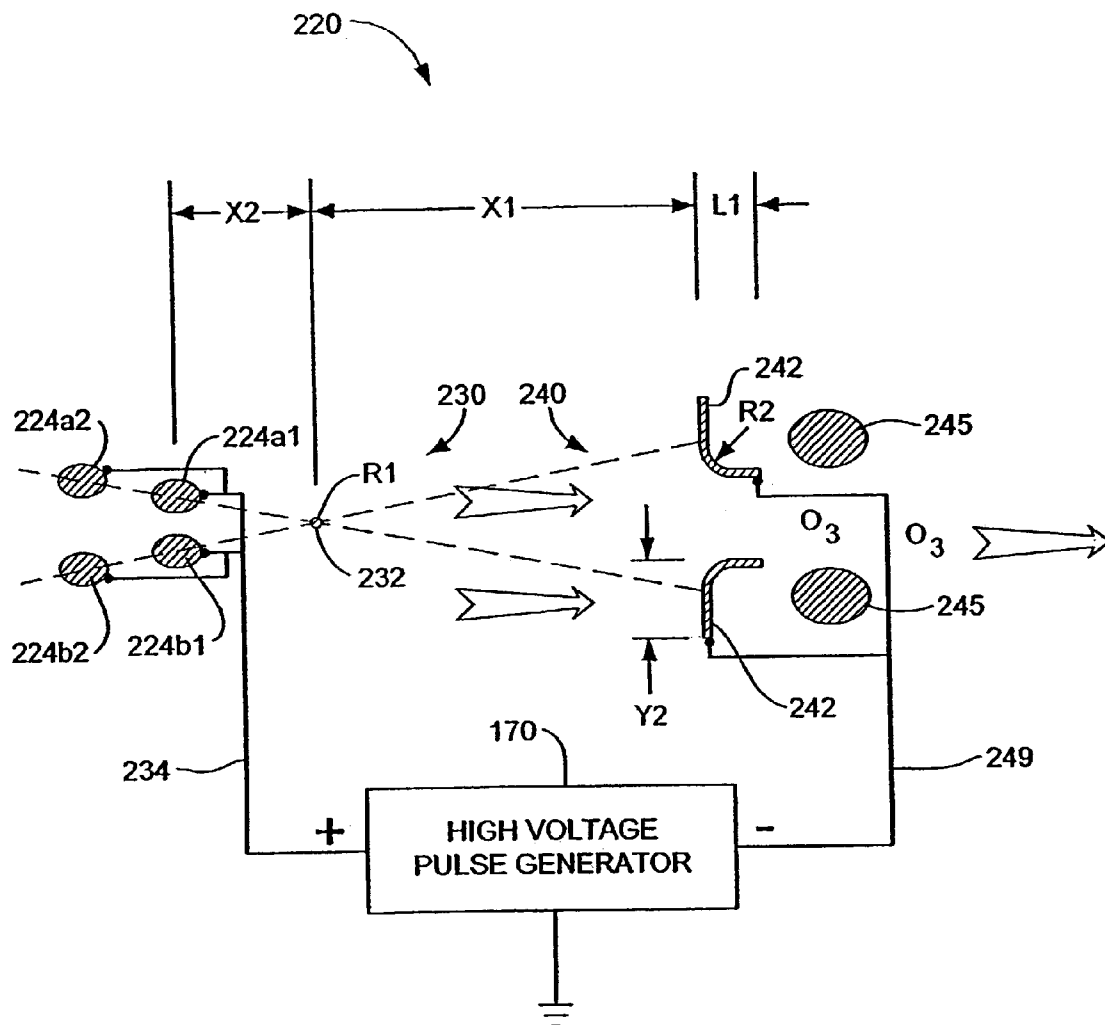 220
X2
X1
L1
224a2
224a1
230
240
242
R2
245
R1
232
O3
O3
224b2
224b1
245
Y2
242
234
170
249
+
HIGH VOLTAGE
PULSE GENERATOR
-